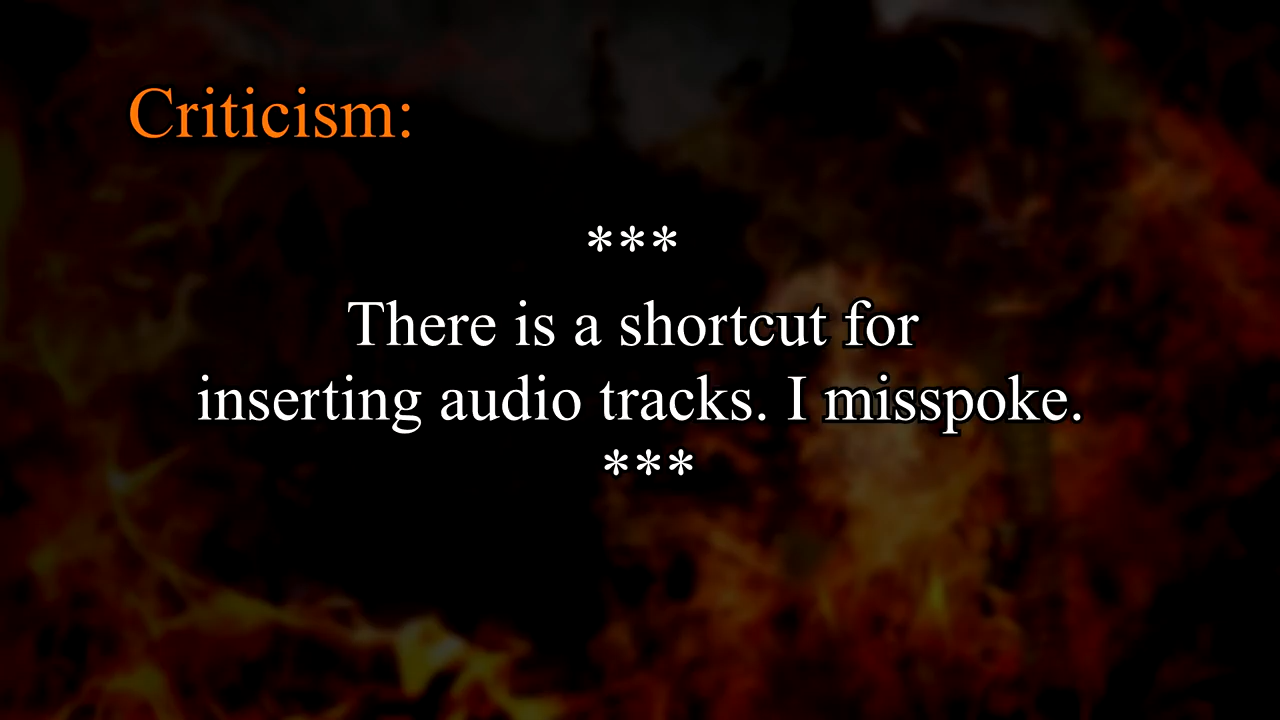 Criticism:
***
There is a shortcut for
inserting audio tracks. I misspoke.
***